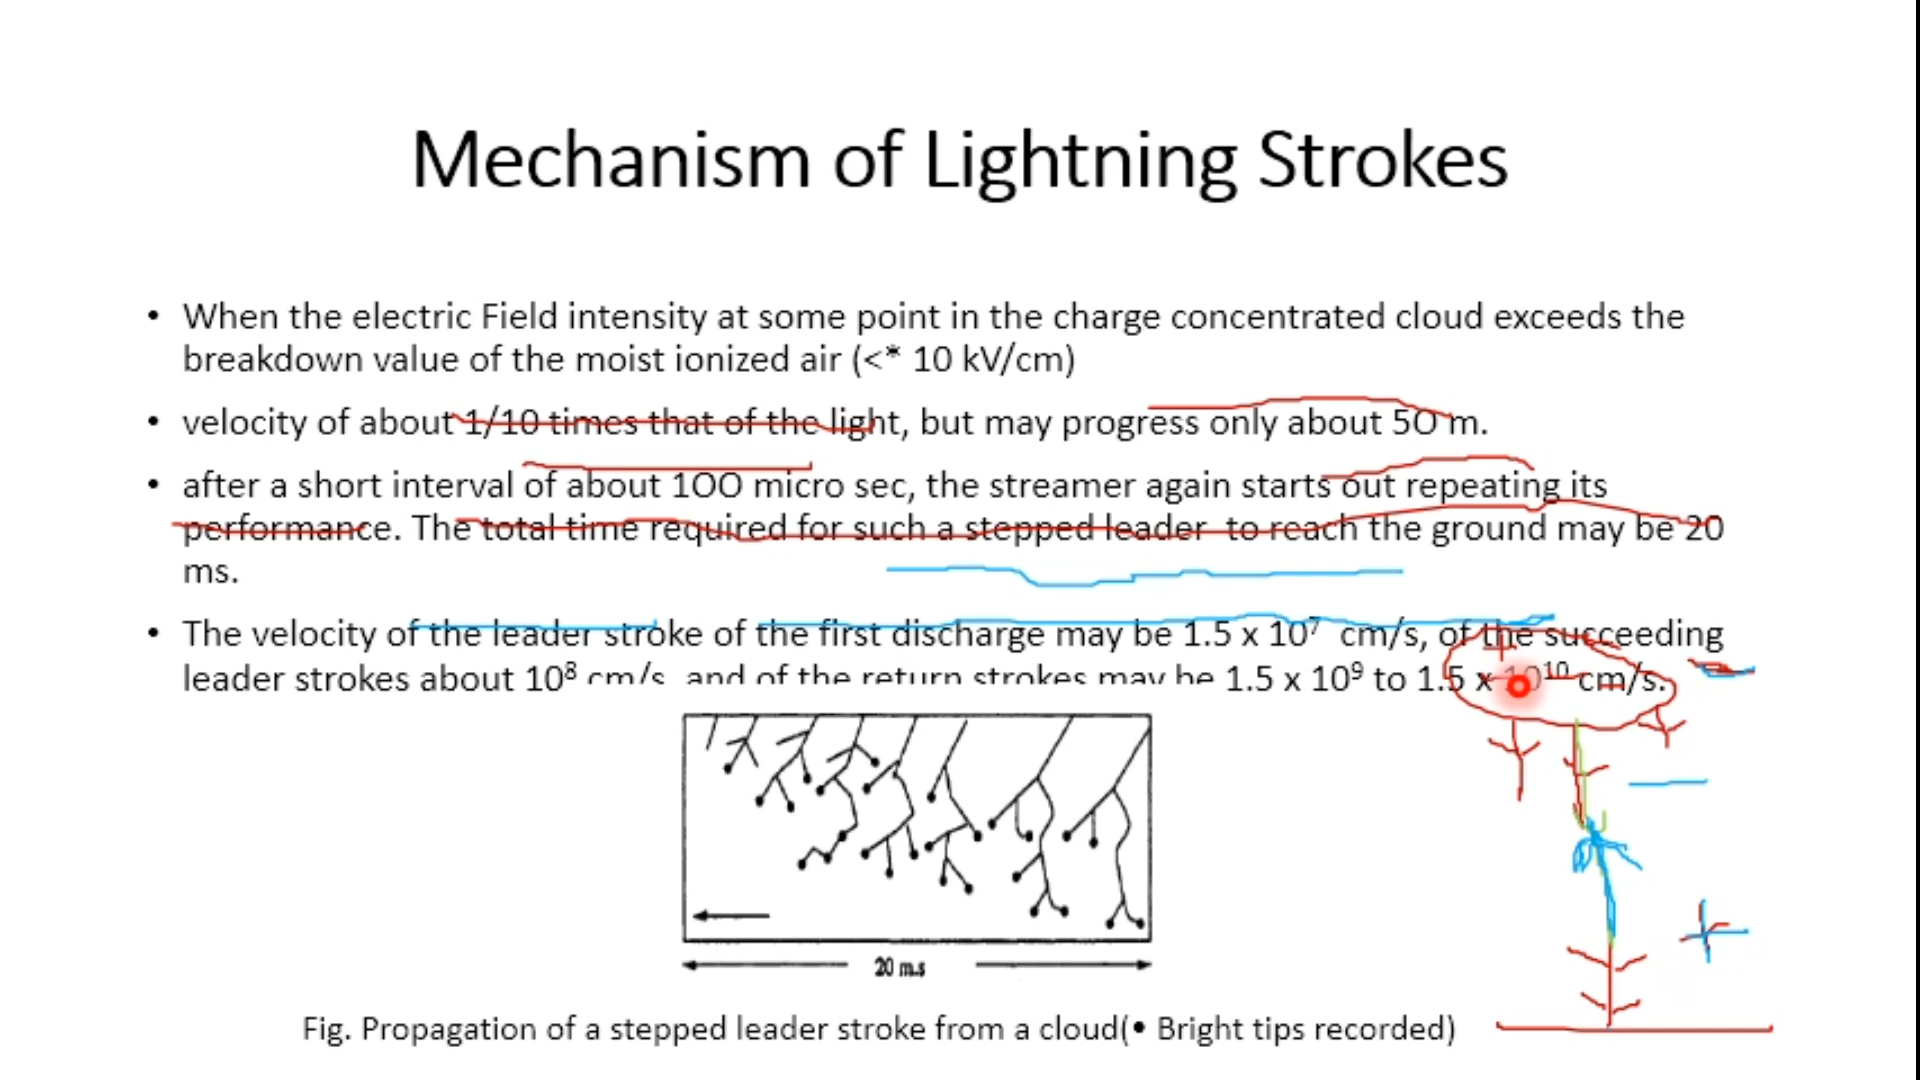 Mechanism of Lightning Strokes
• When the electric Field intensity at some point in the charge concentrated cloud exceeds the
breakdown value of the moist ionized air (<* 10 kV/cm)
• velocity of about 1/10 times that of the light, but may progress only about 5O m.
• after a short interval of about 1OO micro sec, the streamer again starts out repeating its
performance. The total time required for such a stepped leader to reach the ground may be 20
ms.
• The velocity of the leader stroke of the first discharge may be 1.5 x 10⁷ cm/s, of the succeeding
leader strokes about 10⁸ cm/s, and of the return strokes may be 1.5 x 10⁹ to 1.5 x 10¹⁰ cm/s.
20 m.s
Fig. Propagation of a stepped leader stroke from a cloud(• Bright tips recorded)